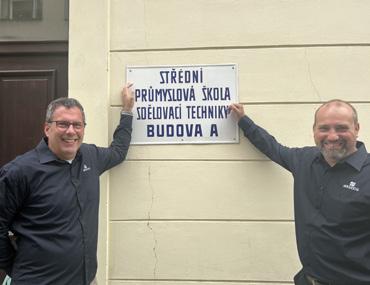 STŘEDNÍ
PRŮMYSLOVÁ ŠKOLA
SDĚLOVACÍ TECHNIKY
BUDOVA A